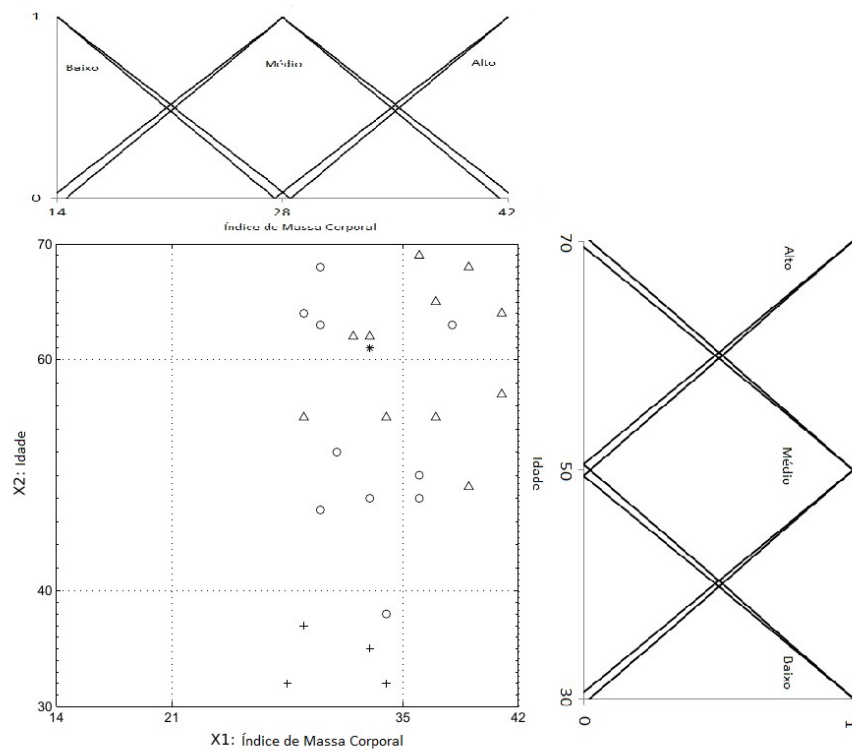 1
Baixo
Médio
Alto
0
14
28
42
Índice de Massa Corporal
70
60
50
40
30
X2: Idade
14
21
35
42
X1: Índice de Massa Corporal
70
50
30
Idade
Alto
Médio
Baixo
0
1